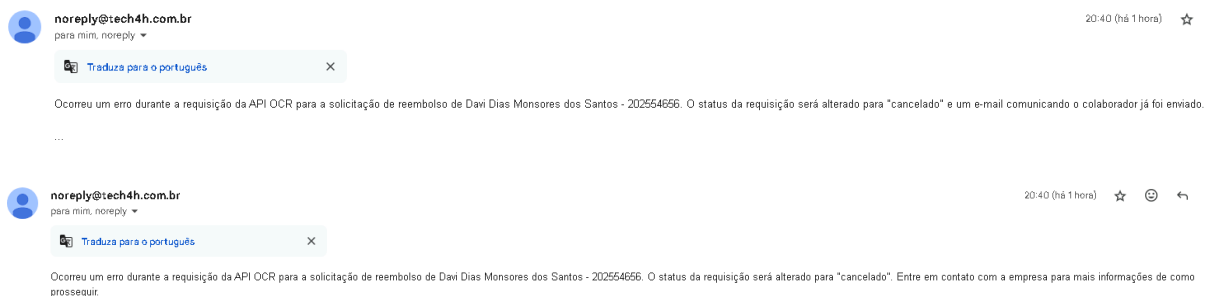 noreply@tech4h.com.br
20:40 (há 1 hora)
para mim, noreply
Traduza para o português
Ocorreu um erro durante a requisição da API OCR para a solicitação de reembolso de Davi Dias Monsores dos Santos - 202554656. O status da requisição será alterado para "cancelado" e um e-mail comunicando o colaborador já foi enviado.
...
noreply@tech4h.com.br
20:40 (há 1 hora)
para mim, noreply
Traduza para o português
Ocorreu um erro durante a requisição da API OCR para a solicitação de reembolso de Davi Dias Monsores dos Santos - 202554656. O status da requisição será alterado para "cancelado". Entre em contato com a empresa para mais informações de como
prosseguir.